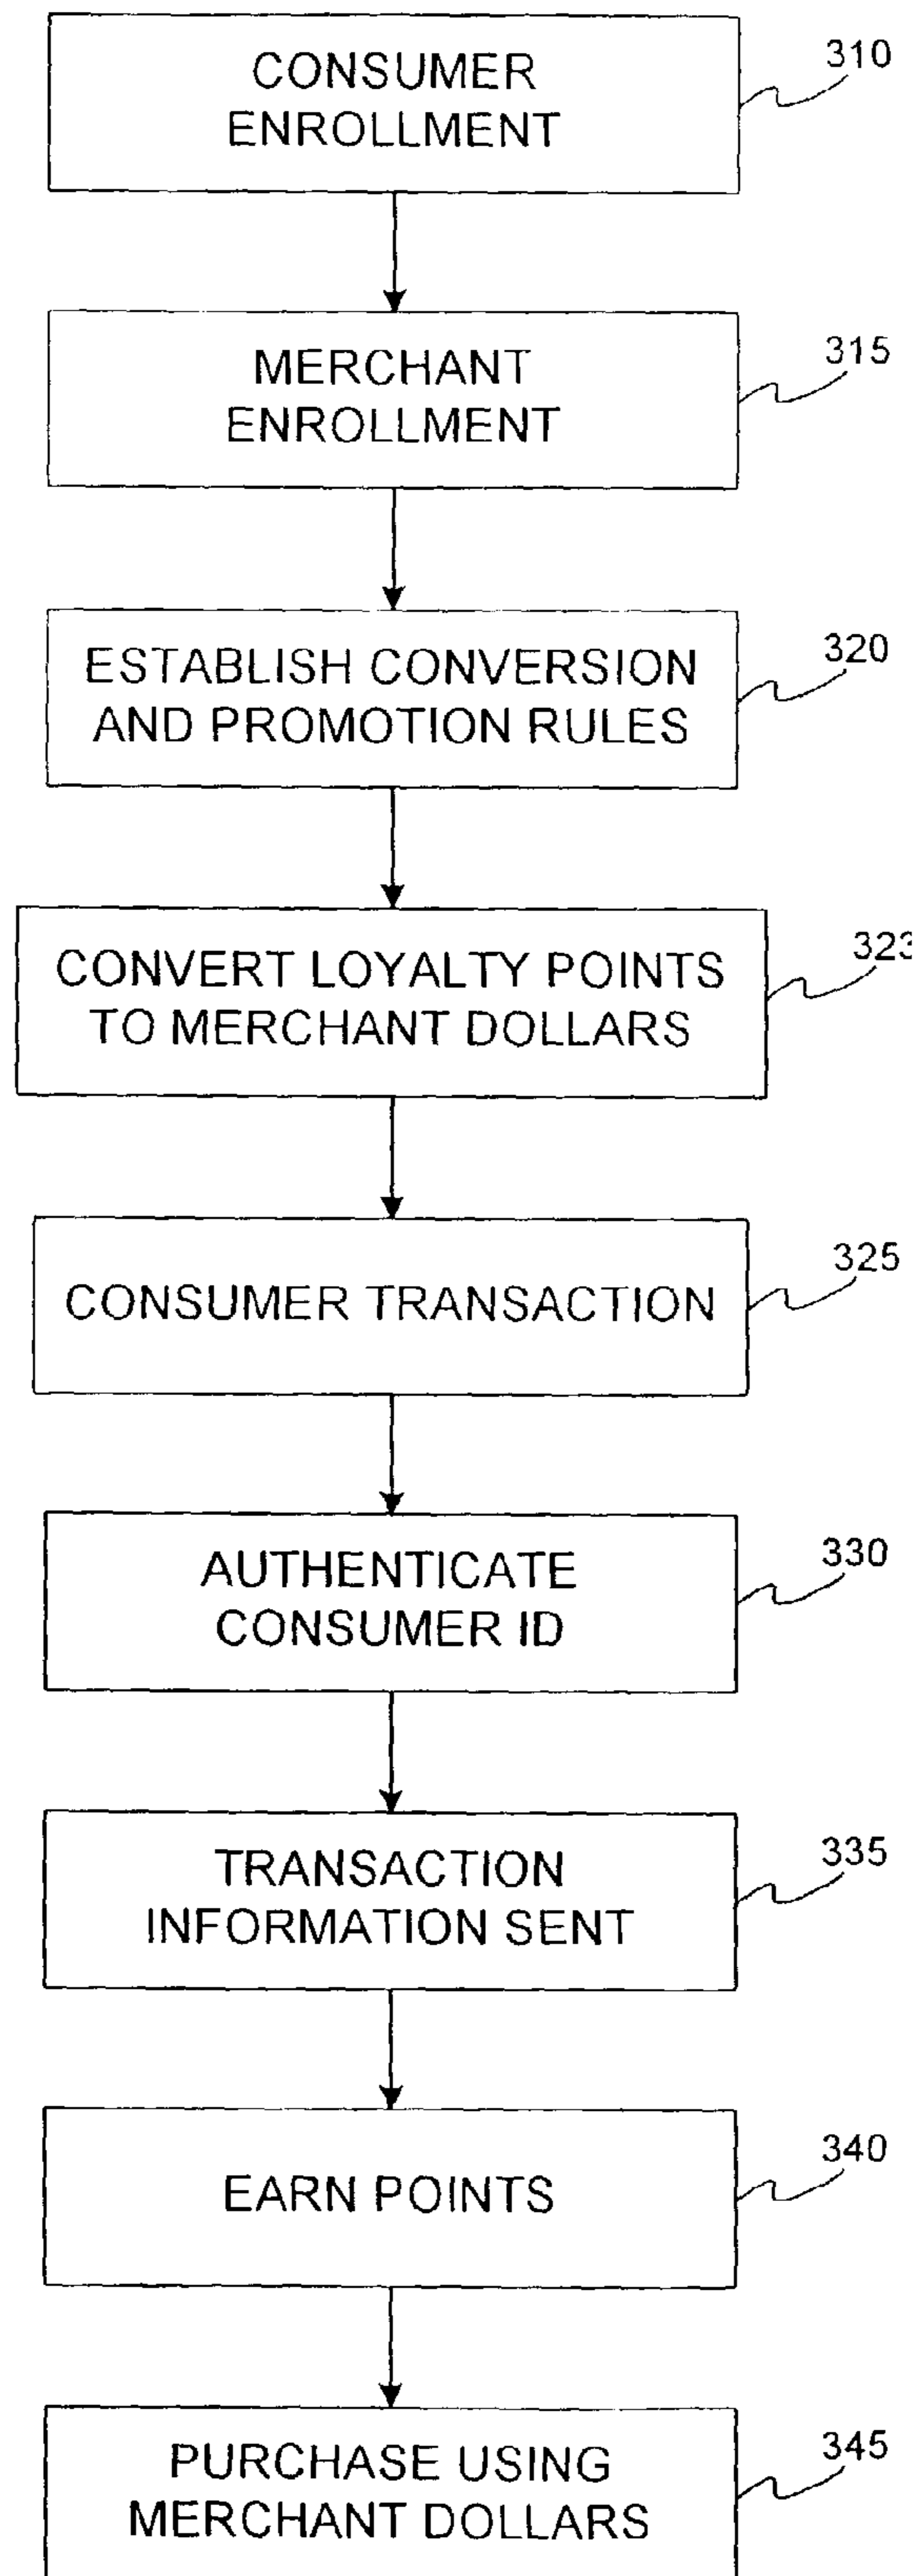 CONSUMER
ENROLLMENT
310
MERCHANT
ENROLLMENT
315
ESTABLISH CONVERSION
AND PROMOTION RULES
320
CONVERT LOYALTY POINTS
TO MERCHANT DOLLARS
323
CONSUMER TRANSACTION
325
AUTHENTICATE
CONSUMER ID
330
TRANSACTION
INFORMATION SENT
335
EARN POINTS
340
PURCHASE USING
MERCHANT DOLLARS
345